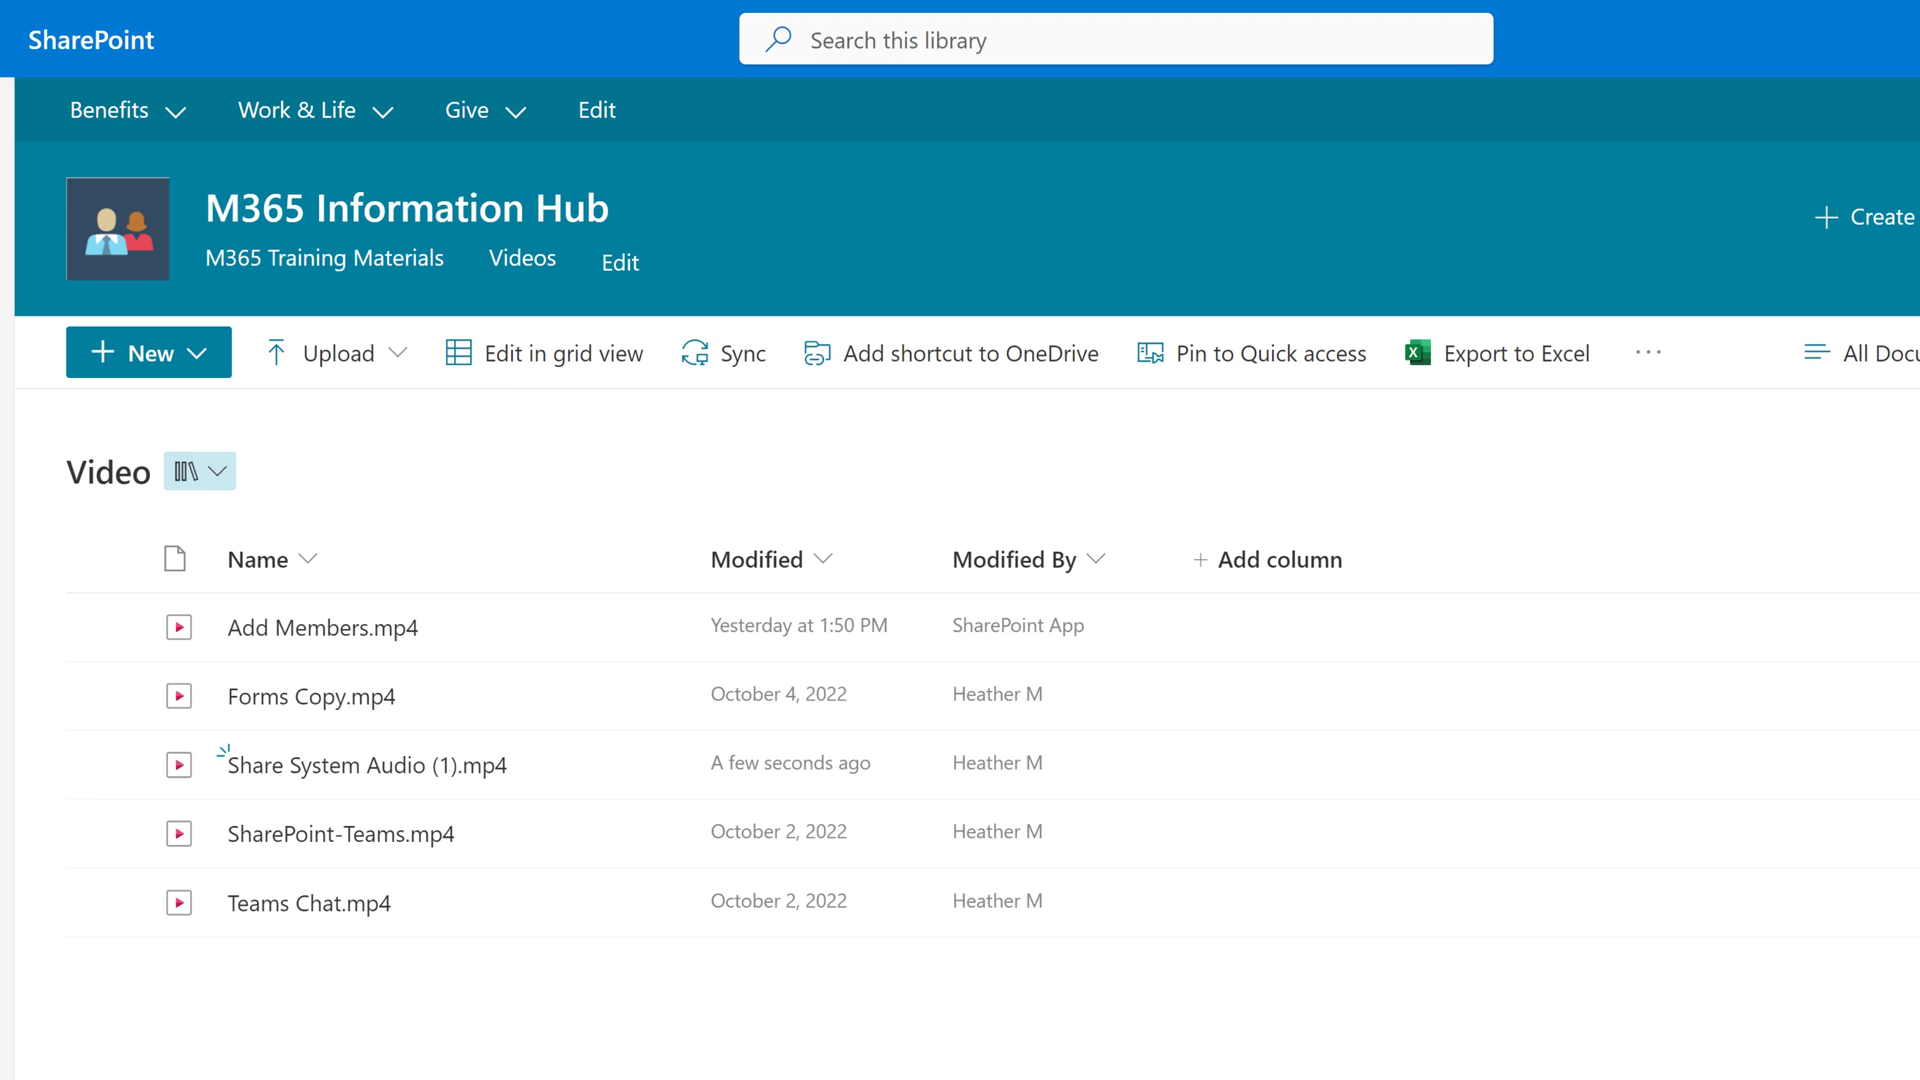 SharePoint
Search this library
Benefits Work & Life Give Edit
M365 Information Hub
Create
M365 Training Materials Videos Edit
New Upload Edit in grid view Sync Add shortcut to OneDrive Pin to Quick access Export to Excel All Docu
Video
Name Modified Modified By Add column
Add Members.mp4 Yesterday at 1:50 PM SharePoint App
Forms Copy.mp4 October 4, 2022 Heather M
Share System Audio (1).mp4 A few seconds ago Heather M
SharePoint-Teams.mp4 October 2, 2022 Heather M
Teams Chat.mp4 October 2, 2022 Heather M